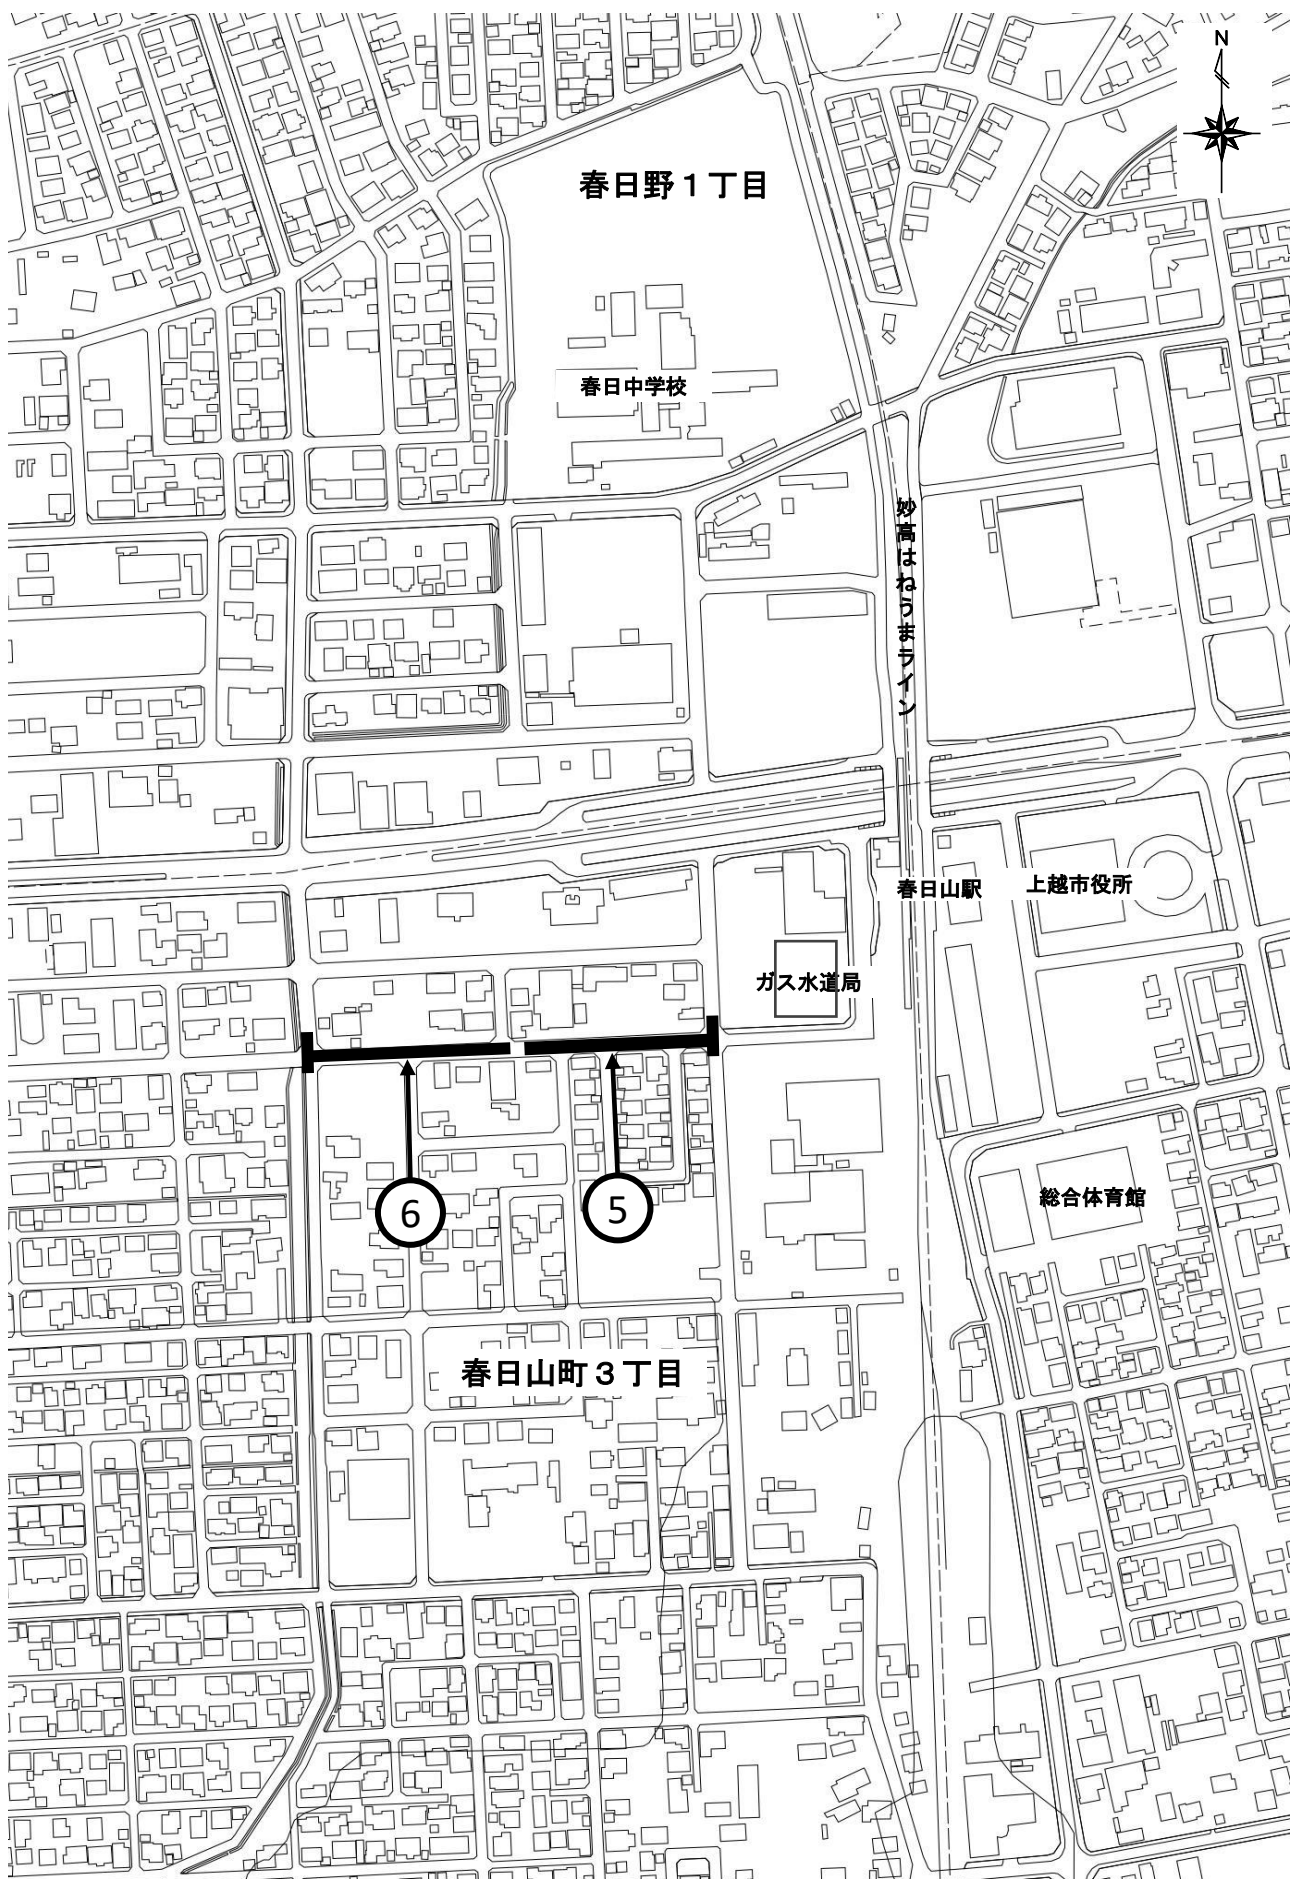 N
春日野１丁目
春日中学校
妙高はねうまライン
春日山駅
上越市役所
ガス水道局
6
5
総合体育館
春日山町３丁目